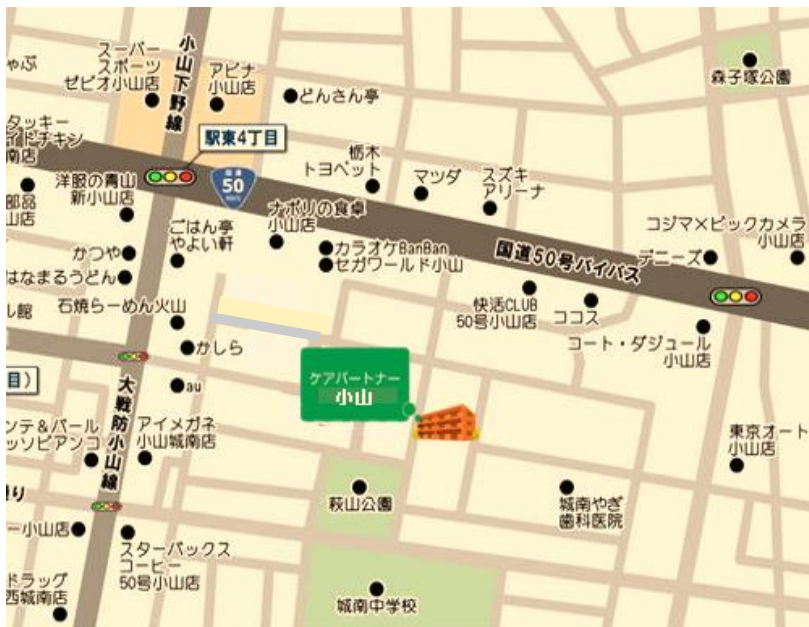 スーパー
スポーツ
ゼビオ小山店
小山下野線
アピナ
小山店
どんさん亭
森子塚公園
ゃぶ
タッキー
イドチキン
南店
駅東4丁目
国道
50
栃木
トヨペット
マツダ
スズキ
アリーナ
部品
山店
洋服の青山
新小山店
ごはん亭
やよい軒
ナポリの食卓
小山店
カラオケBanBan
セガワールド小山
国道50号バイパス
コジマ×ビックカメラ
小山店
デニーズ
かつや
はなまるうどん
ル館
石焼らーめん火山
快活CLUB
50号小山店
ココス
コート・ダジュール
小山店
かしら
目)
au
ケアパートナー
小山
大戦防小山線
ンテ&パール
ッソピアンコ
アイメガネ
小山城南店
東京オート
小山店
り
萩山公園
城南やぎ
歯科医院
ー小山店
スターバックス
コーヒー
50号小山店
ドラッグ
西城南店
城南中学校